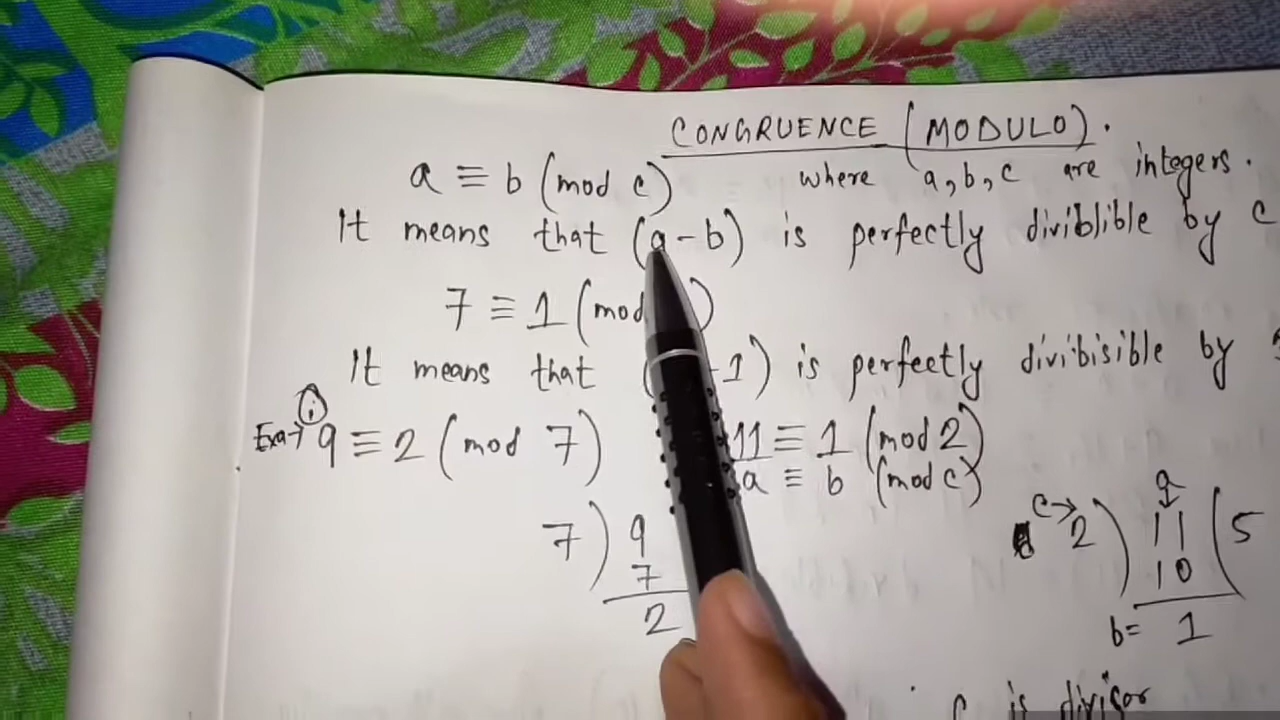 CONGRUENCE (MODULO).
a ≡ b (mod c) where a, b, c are integers.
It means that (a-b) is perfectly diviblible by c
7 ≡ 1 (mod )
It means that ( -1) is perfectly divibisible by
Exa→ 9 ≡ 2 (mod 7) 11 ≡ 1 (mod 2)
a ≡ b (mod c)
7) 9
7
2
c→ 2) 11 (5
a
10
b= 1
c is divisor